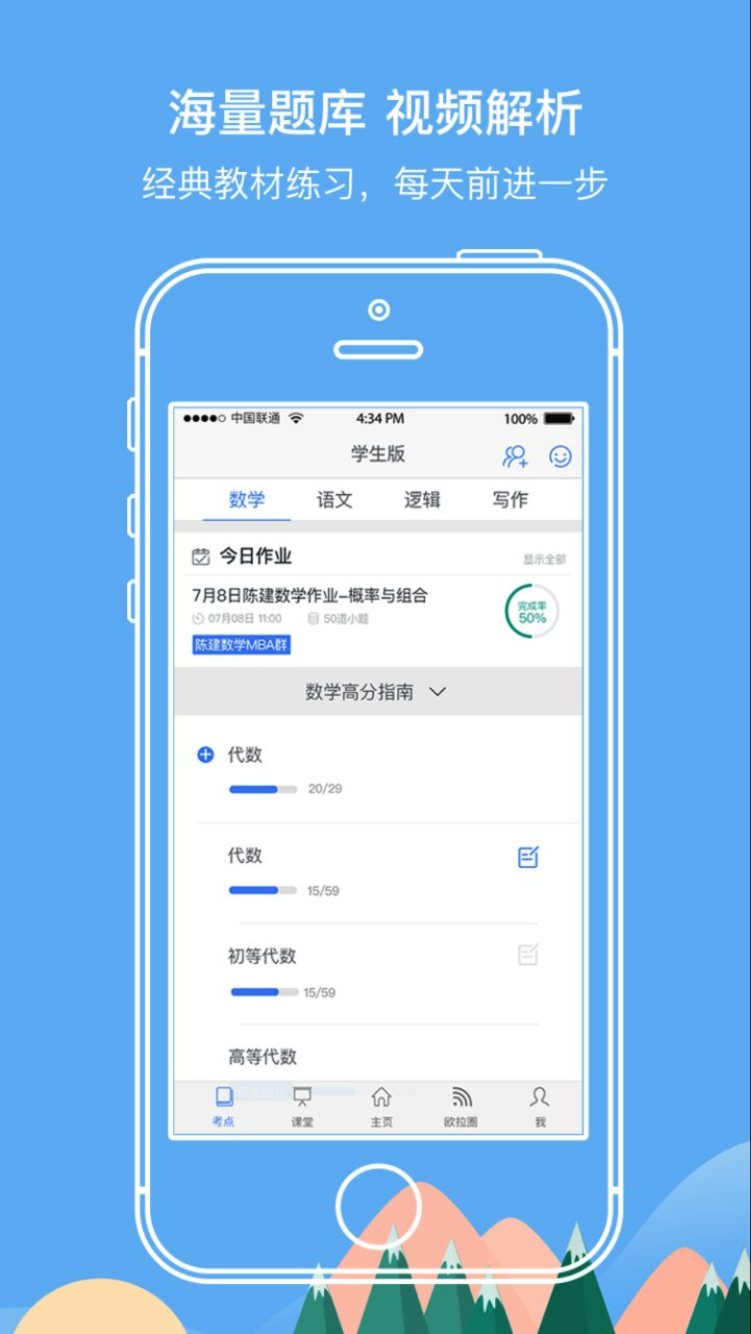 海量题库 视频解析
经典教材练习，每天前进一步
中国联通 4:34 PM 100%
学生版
数学 语文 逻辑 写作
今日作业 显示全部
7月8日陈建数学作业-概率与组合
07月08日 11:00 50道小题
完成率
50%
陈建数学MBA群
数学高分指南
代数
20/29
代数
15/59
初等代数
15/59
高等代数
考点 课堂 主页 欧拉圈 我